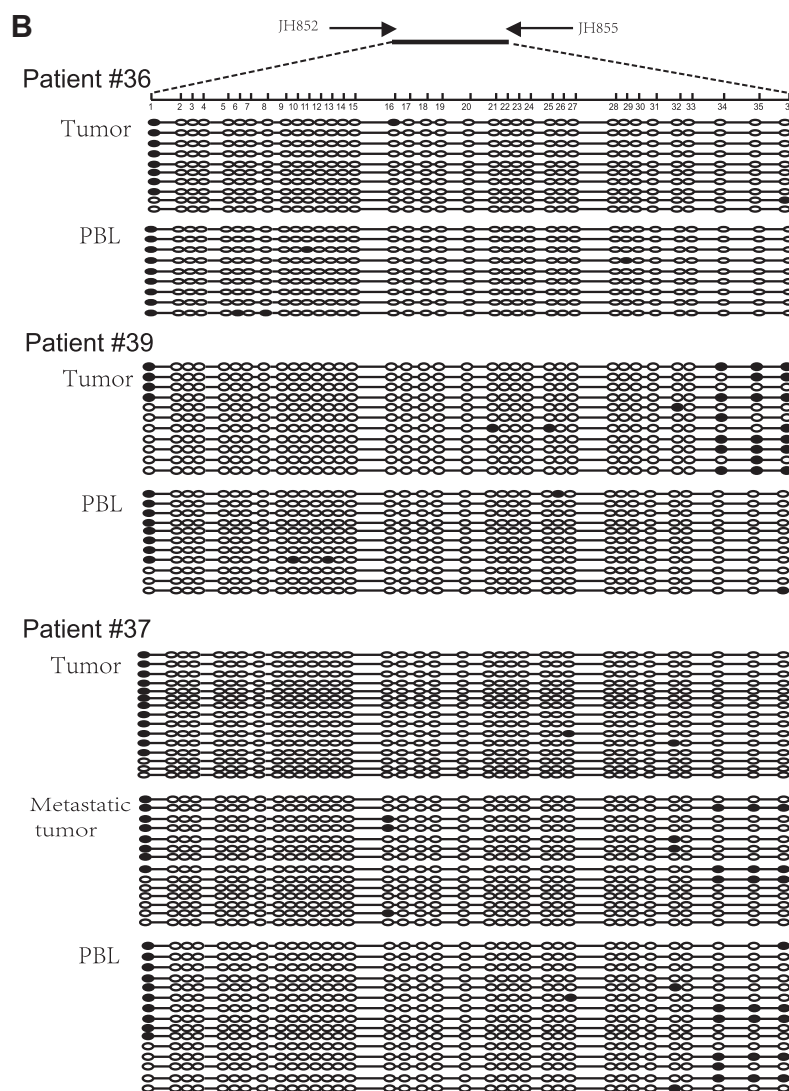 B
JH852
JH855
Patient #36
1 2 3 4 5 6 7 8 9 10 11 12 13 14 15 16 17 18 19 20 21 22 23 24 25 26 27 28 29 30 31 32 33 34 35
Tumor
PBL
Patient #39
Tumor
PBL
Patient #37
Tumor
Metastatic
tumor
PBL